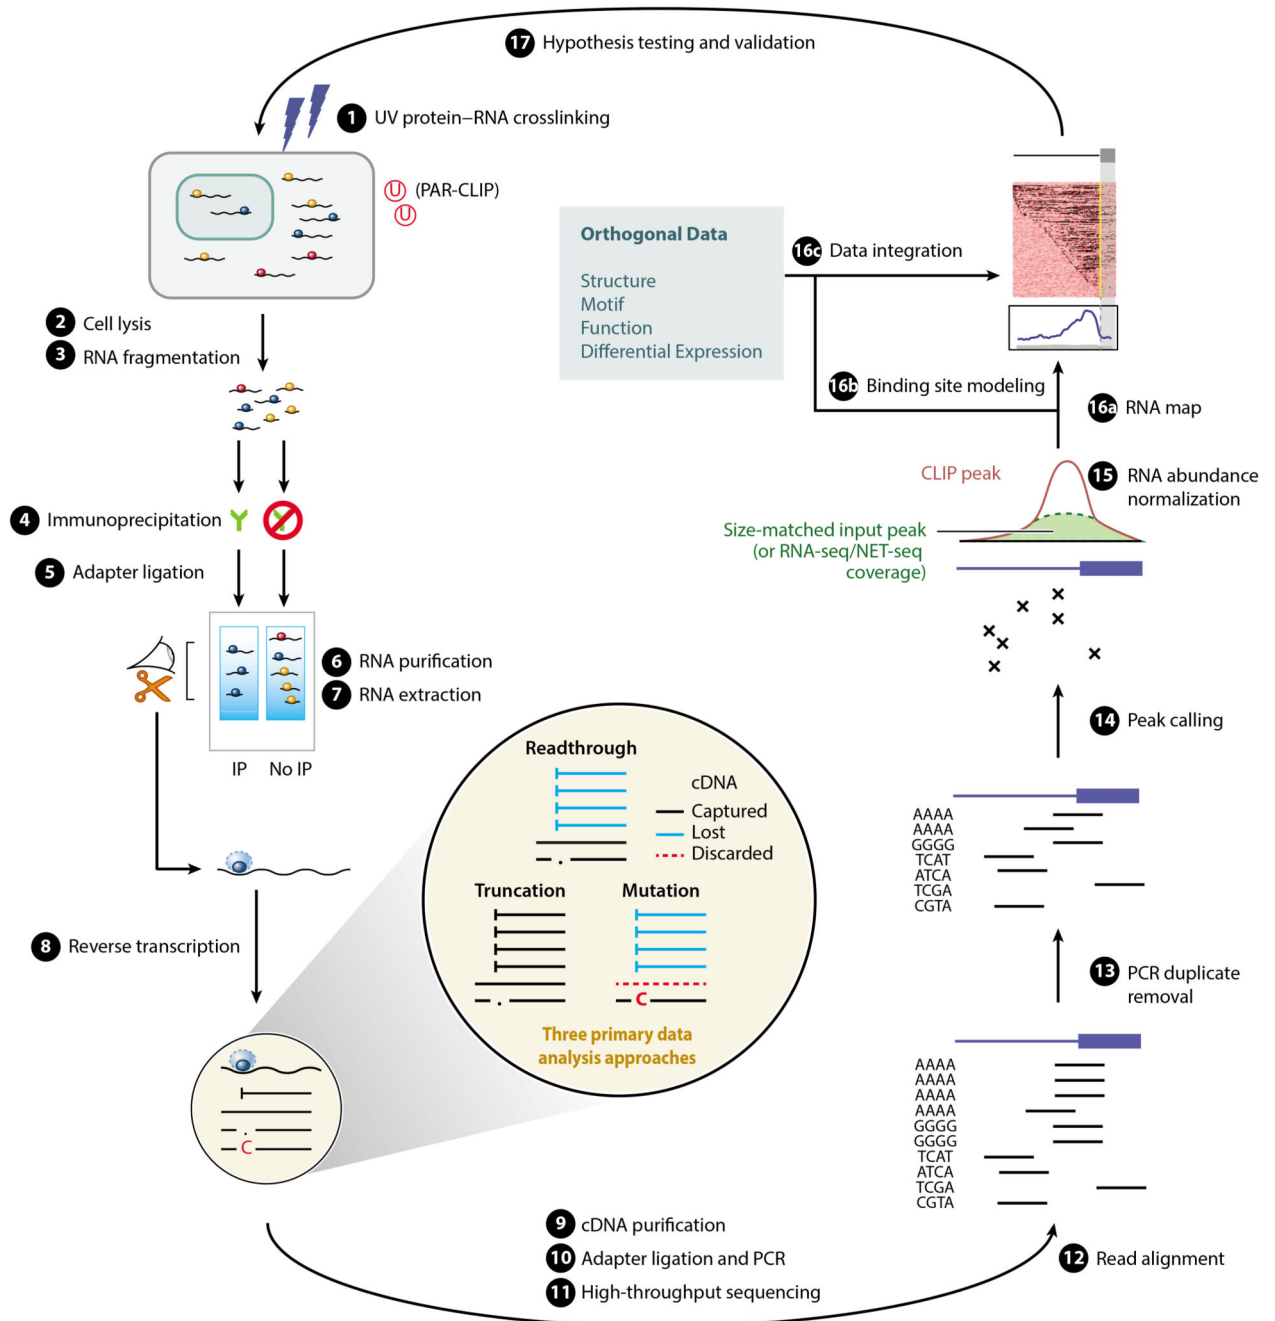 17 Hypothesis testing and validation
1 UV protein–RNA crosslinking
U (PAR-CLIP)
U
2 Cell lysis
3 RNA fragmentation
4 Immunoprecipitation
Y
Y
5 Adapter ligation
6 RNA purification
7 RNA extraction
IP No IP
8 Reverse transcription
C
Readthrough
cDNA
Captured
Lost
Discarded
Truncation
Mutation
C
Three primary data
analysis approaches
9 cDNA purification
10 Adapter ligation and PCR
11 High-throughput sequencing
12 Read alignment
AAAA
AAAA
AAAA
AAAA
GGGG
GGGG
TCAT
ATCA
TCGA
CGTA
13 PCR duplicate
removal
AAAA
AAAA
GGGG
TCAT
ATCA
TCGA
CGTA
14 Peak calling
CLIP peak
15 RNA abundance
normalization
Size-matched input peak
(or RNA-seq/NET-seq
coverage)
16a RNA map
16b Binding site modeling
16c Data integration
Orthogonal Data
Structure
Motif
Function
Differential Expression